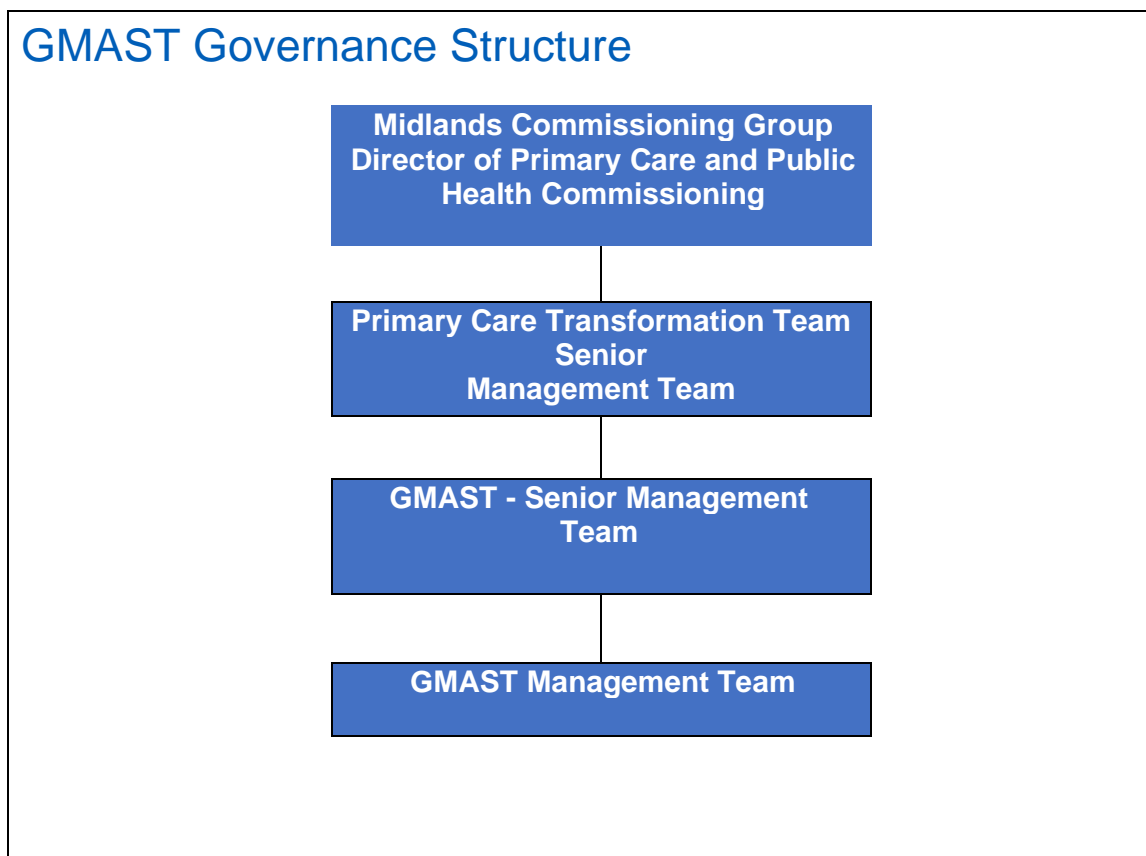 GMAST Governance Structure
Midlands Commissioning Group
Director of Primary Care and Public
Health Commissioning
Primary Care Transformation Team
Senior
Management Team
GMAST - Senior Management
Team
GMAST Management Team